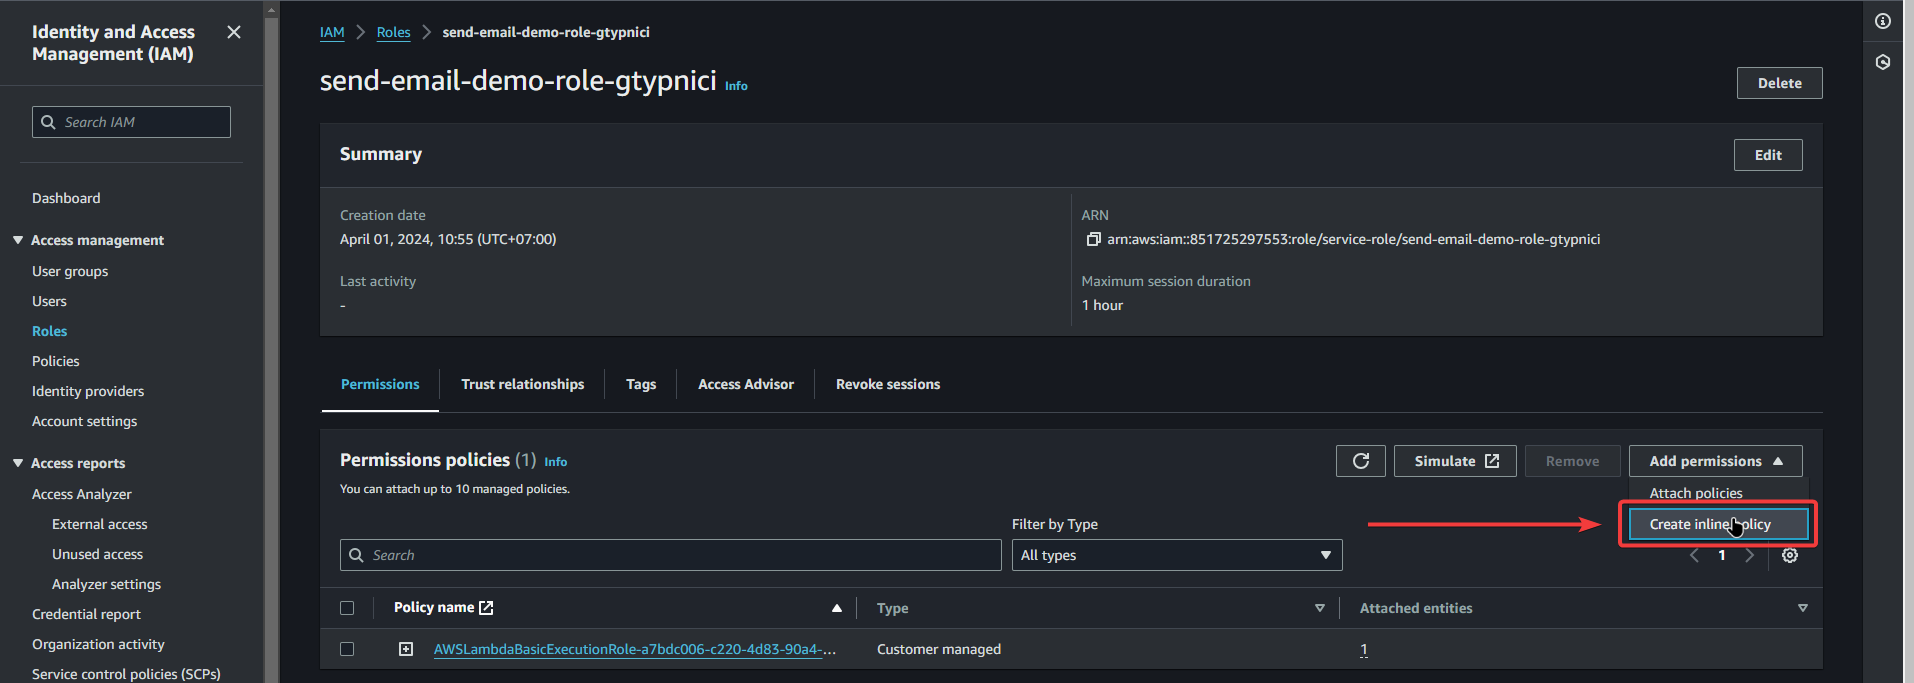 Identity and Access
Management (IAM)
Search IAM
Dashboard
Access management
User groups
Users
Roles
Policies
Identity providers
Account settings
Access reports
Access Analyzer
External access
Unused access
Analyzer settings
Credential report
Organization activity
Service control policies (SCPs)
IAM
Roles
send-email-demo-role-gtypnici
send-email-demo-role-gtypnici Info
Delete
Summary
Edit
Creation date
April 01, 2024, 10:55 (UTC+07:00)
Last activity
-
ARN
arn:aws:iam::851725297553:role/service-role/send-email-demo-role-gtypnici
Maximum session duration
1 hour
Permissions
Trust relationships
Tags
Access Advisor
Revoke sessions
Permissions policies (1) Info
You can attach up to 10 managed policies.
Simulate
Remove
Add permissions
Attach policies
Create inline policy
Filter by Type
Search
All types
1
Policy name
Type
Attached entities
AWSLambdaBasicExecutionRole-a7bdc006-c220-4d83-90a4-...
Customer managed
1